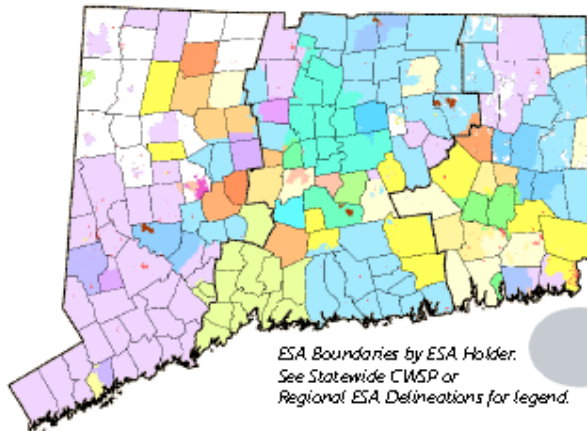 ESA Boundaries by ESA Holder.
See Statewide CWSP or
Regional ESA Delineations for legend.